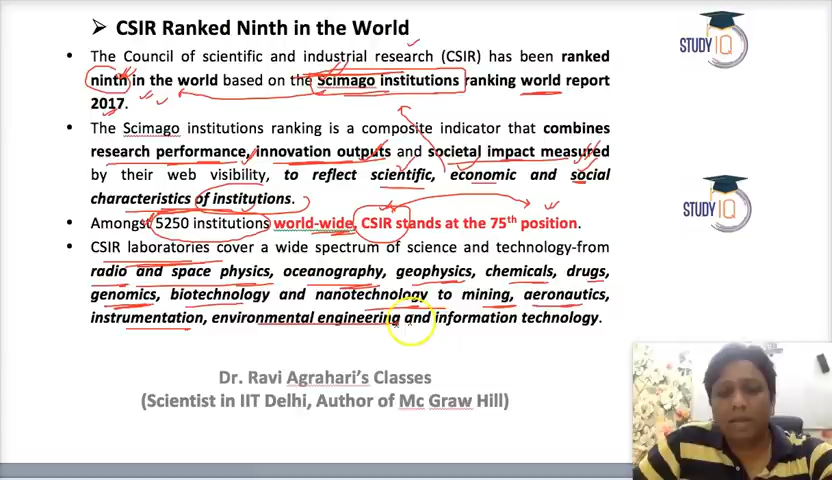 ➢ CSIR Ranked Ninth in the World
STUDY IQ
• The Council of scientific and industrial research (CSIR) has been ranked
ninth in the world based on the Scimago institutions ranking world report
2017.
• The Scimago institutions ranking is a composite indicator that combines
research performance, innovation outputs and societal impact measured
by their web visibility, to reflect scientific, economic and social
characteristics of institutions.
STUDY IQ
• Amongst 5250 institutions world-wide, CSIR stands at the 75th position.
• CSIR laboratories cover a wide spectrum of science and technology-from
radio and space physics, oceanography, geophysics, chemicals, drugs,
genomics, biotechnology and nanotechnology to mining, aeronautics,
instrumentation, environmental engineering and information technology.
Dr. Ravi Agrahari's Classes
(Scientist in IIT Delhi, Author of Mc Graw Hill)